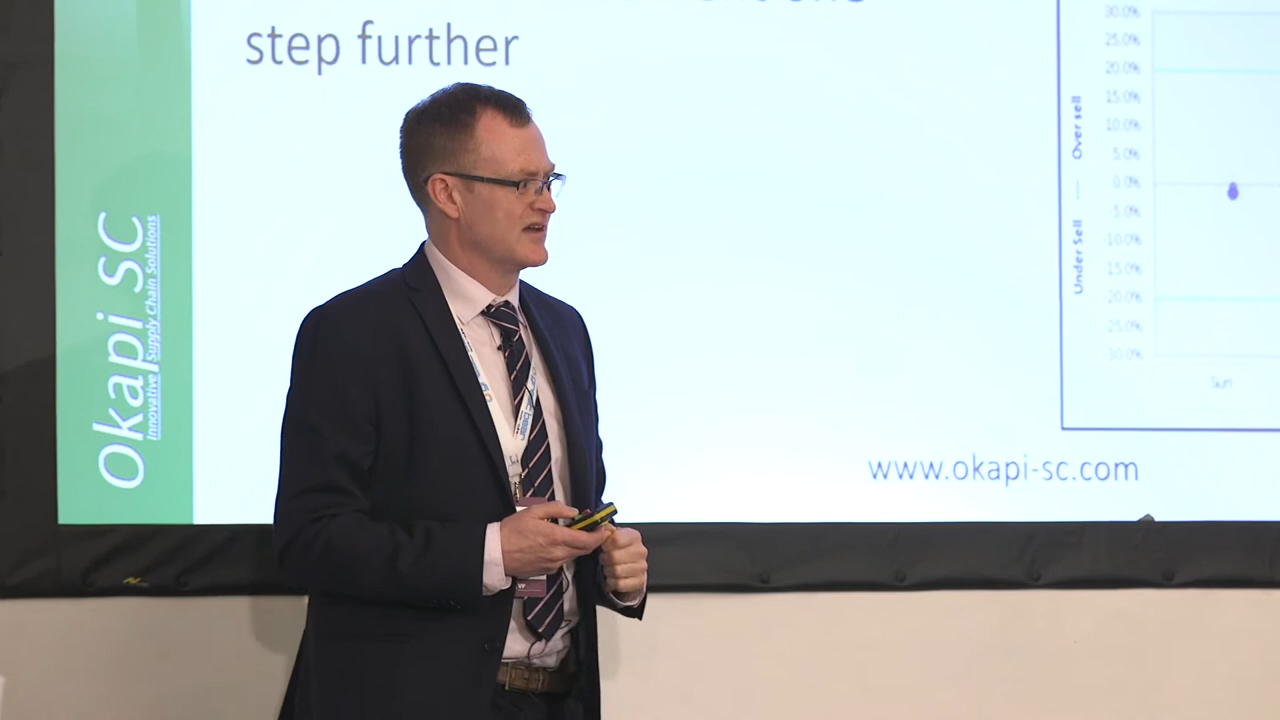 step further
Okapi SC
Innovative Supply Chain Solutions
Over sell
Under Sell
30.0%
25.0%
20.0%
15.0%
10.0%
5.0%
0.0%
-5.0%
-10.0%
-15.0%
-20.0%
-25.0%
-30.0%
Sun
www.okapi-sc.com